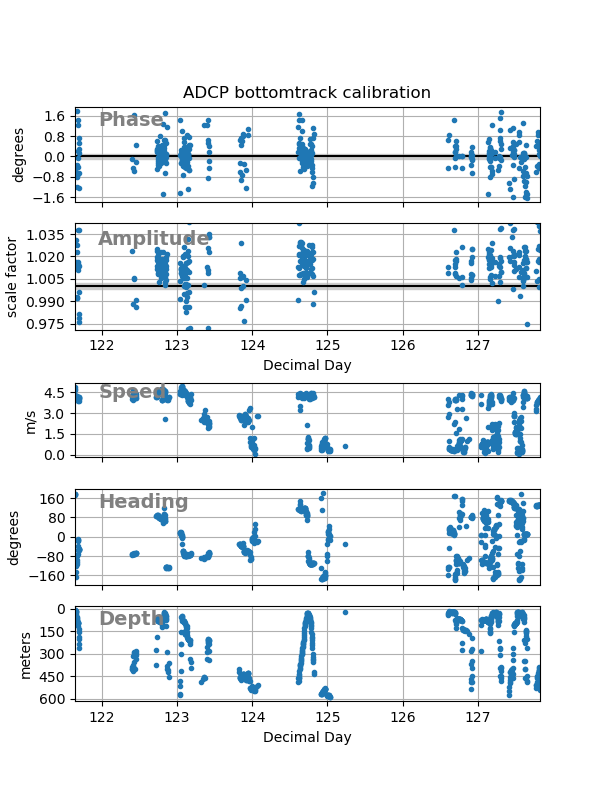 ADCP bottomtrack calibration
Phase
degrees
1.6
0.8
0.0
−0.8
−1.6
Amplitude
scale factor
1.035
1.020
1.005
0.990
0.975
122 123 124 125 126 127
Decimal Day
Speed
m/s
4.5
3.0
1.5
0.0
Heading
degrees
160
80
0
−80
−160
Depth
meters
0
150
300
450
600
122 123 124 125 126 127
Decimal Day